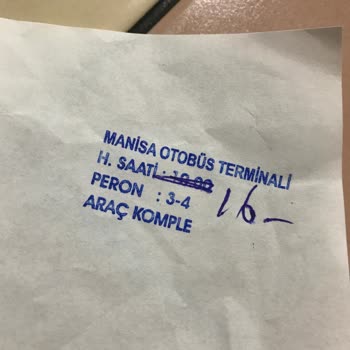 MANİSA OTOBÜS TERMİNALİ
H. SAATİ : 16-
PERON : 3-4
ARAÇ KOMPLE